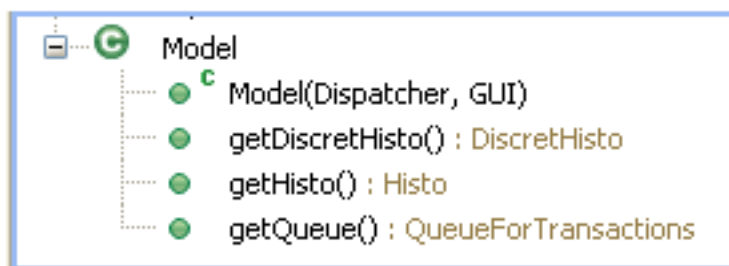 Model
C Model(Dispatcher, GUI)
getDiscretHisto() : DiscretHisto
getHisto() : Histo
getQueue() : QueueForTransactions